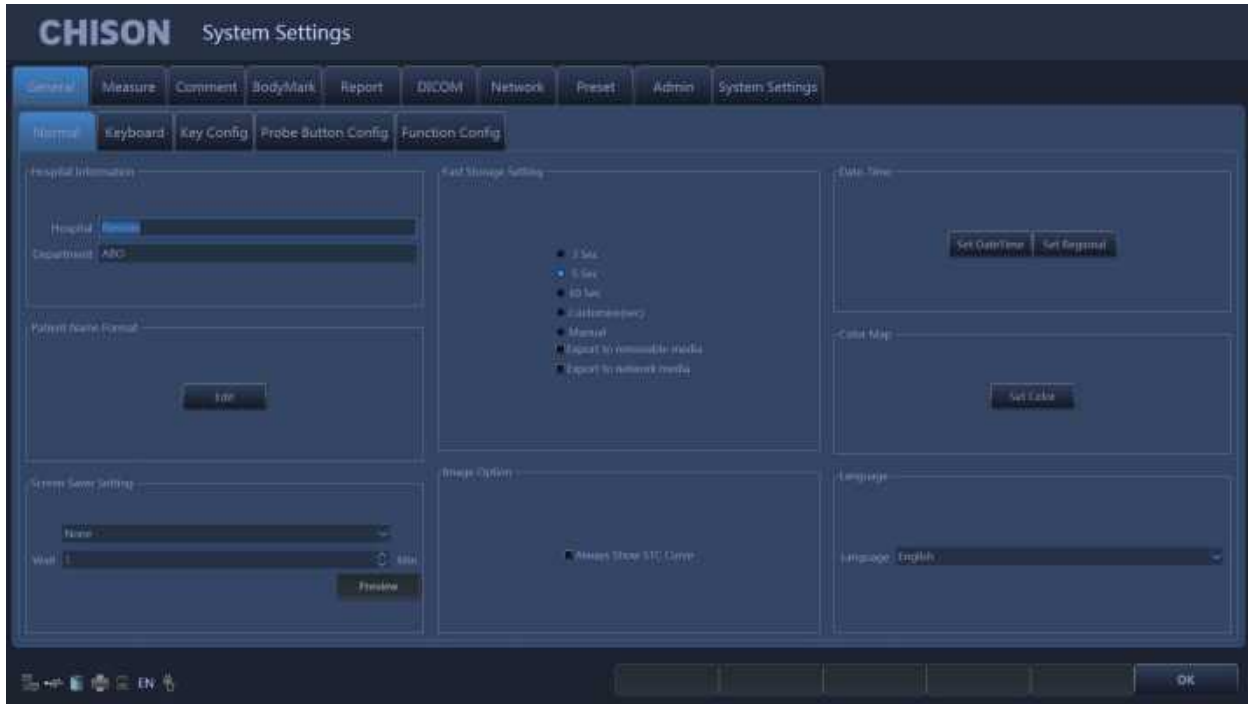 CHISON System Settings
General Measure Comment BodyMark Report DICOM Network Preset Admin System Settings
Normal Keyboard Key Config Probe Button Config Function Config
Hospital Information
Hospital
Department ABC
Patient Name Format
Edit
Screen Saver Setting
None
Wait 1 Min
Preview
Fast Storage Setting
3 Sec
5 Sec
10 Sec
Manual
Export to removable media
Export to network media
Image Option
Always Show STC Curve
Date-Time
Set DateTime Set Regional
Color Map
Set Color
Language
Language English
EN OK